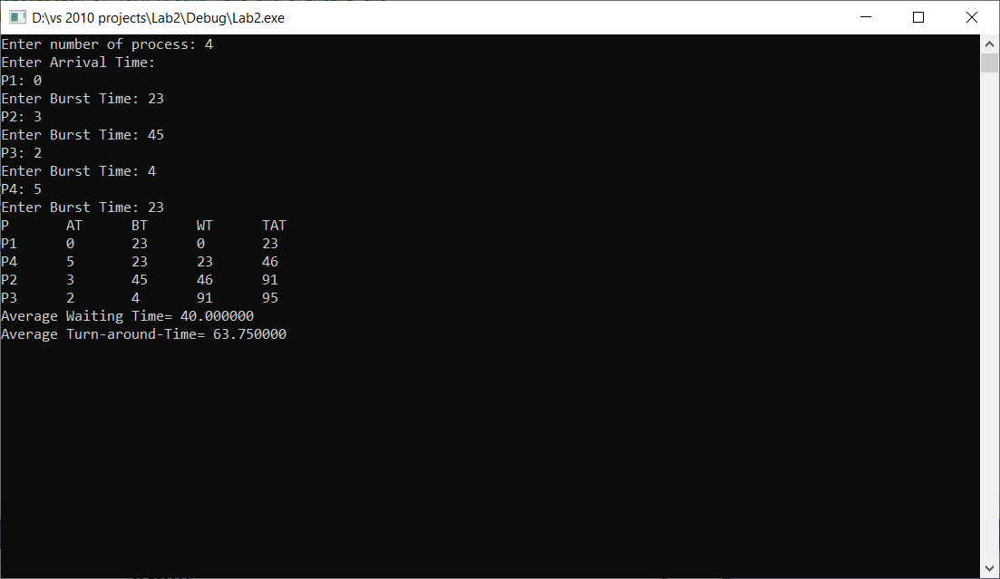 D:\vs 2010 projects\Lab2\Debug\Lab2.exe
Enter number of process: 4
Enter Arrival Time:
P1: 0
Enter Burst Time: 23
P2: 3
Enter Burst Time: 45
P3: 2
Enter Burst Time: 4
P4: 5
Enter Burst Time: 23
P AT BT WT TAT
P1 0 23 0 23
P4 5 23 23 46
P2 3 45 46 91
P3 2 4 91 95
Average Waiting Time= 40.000000
Average Turn-around-Time= 63.750000